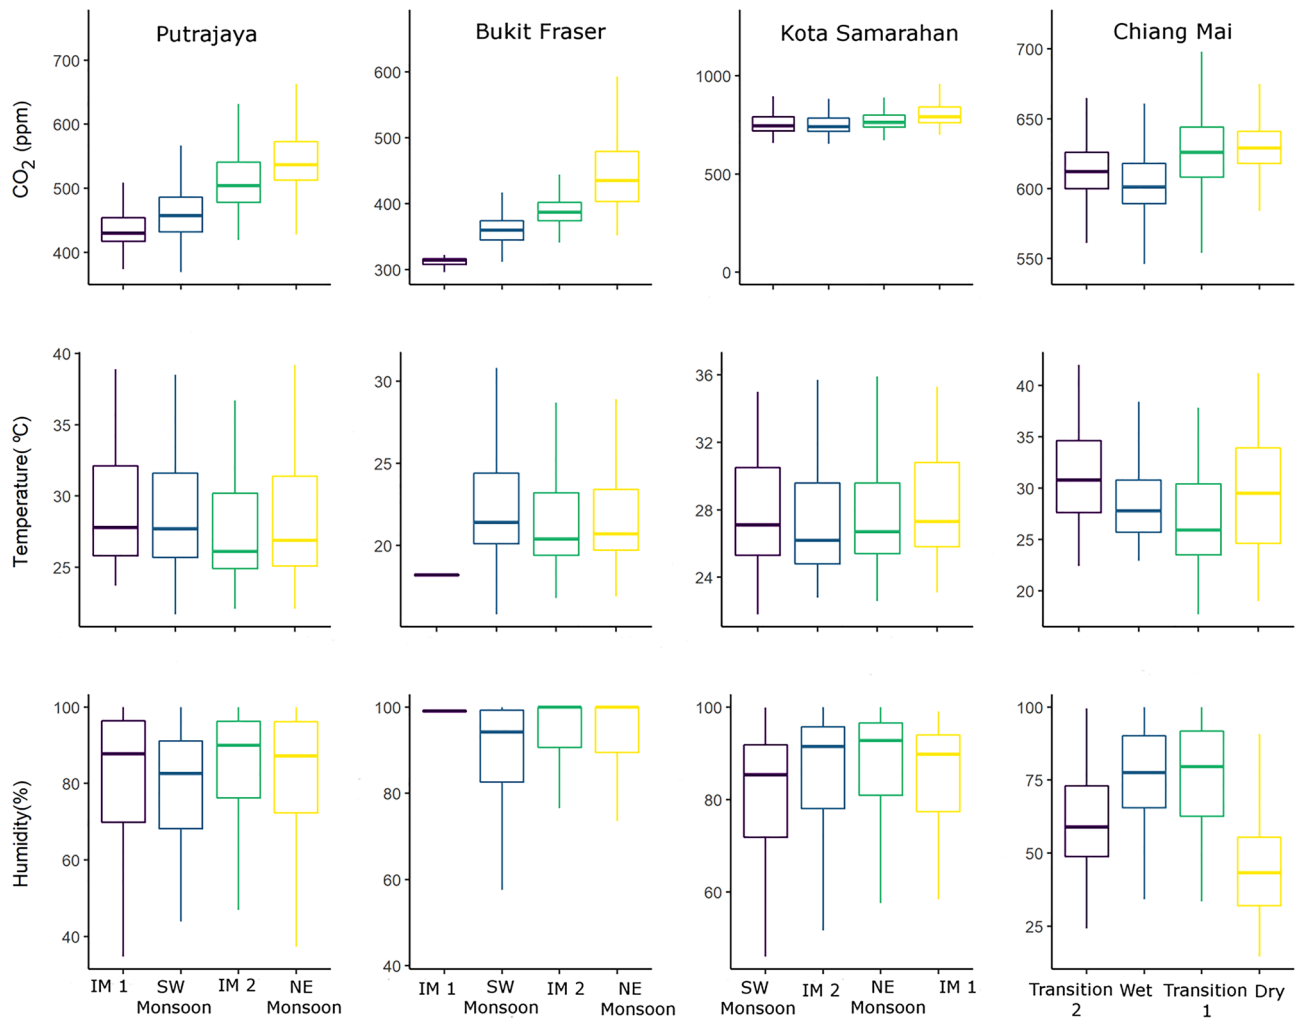 Putrajaya
Bukit Fraser
Kota Samarahan
Chiang Mai
CO2 (ppm)
700
600
500
400
600
500
400
300
1000
500
0
700
650
600
550
Temperature( ºC)
40
35
30
25
30
25
20
36
32
28
24
40
35
30
25
20
Humidity(%)
100
80
60
40
100
80
60
40
100
80
60
100
75
50
25
IM 1
SW
Monsoon
IM 2
NE
Monsoon
IM 1
SW
Monsoon
IM 2
NE
Monsoon
SW
Monsoon
IM 2
NE
Monsoon
IM 1
Transition
2
Wet
Transition
1
Dry